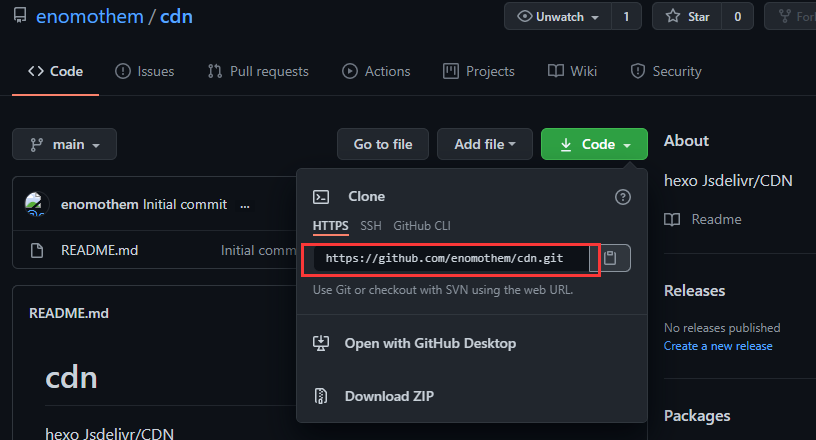 enomothem / cdn
Unwatch 1 Star 0 For
Code Issues Pull requests Actions Projects Wiki Security
main Go to file Add file Code
About
hexo Jsdelivr/CDN
Readme
Releases
No releases published
Create a new release
Packages
enomothem Initial commit ...
README.md Initial comm
README.md
cdn
hexo Jsdelivr/CDN
Clone
HTTPS SSH GitHub CLI
https://github.com/enomothem/cdn.git
Use Git or checkout with SVN using the web URL.
Open with GitHub Desktop
Download ZIP